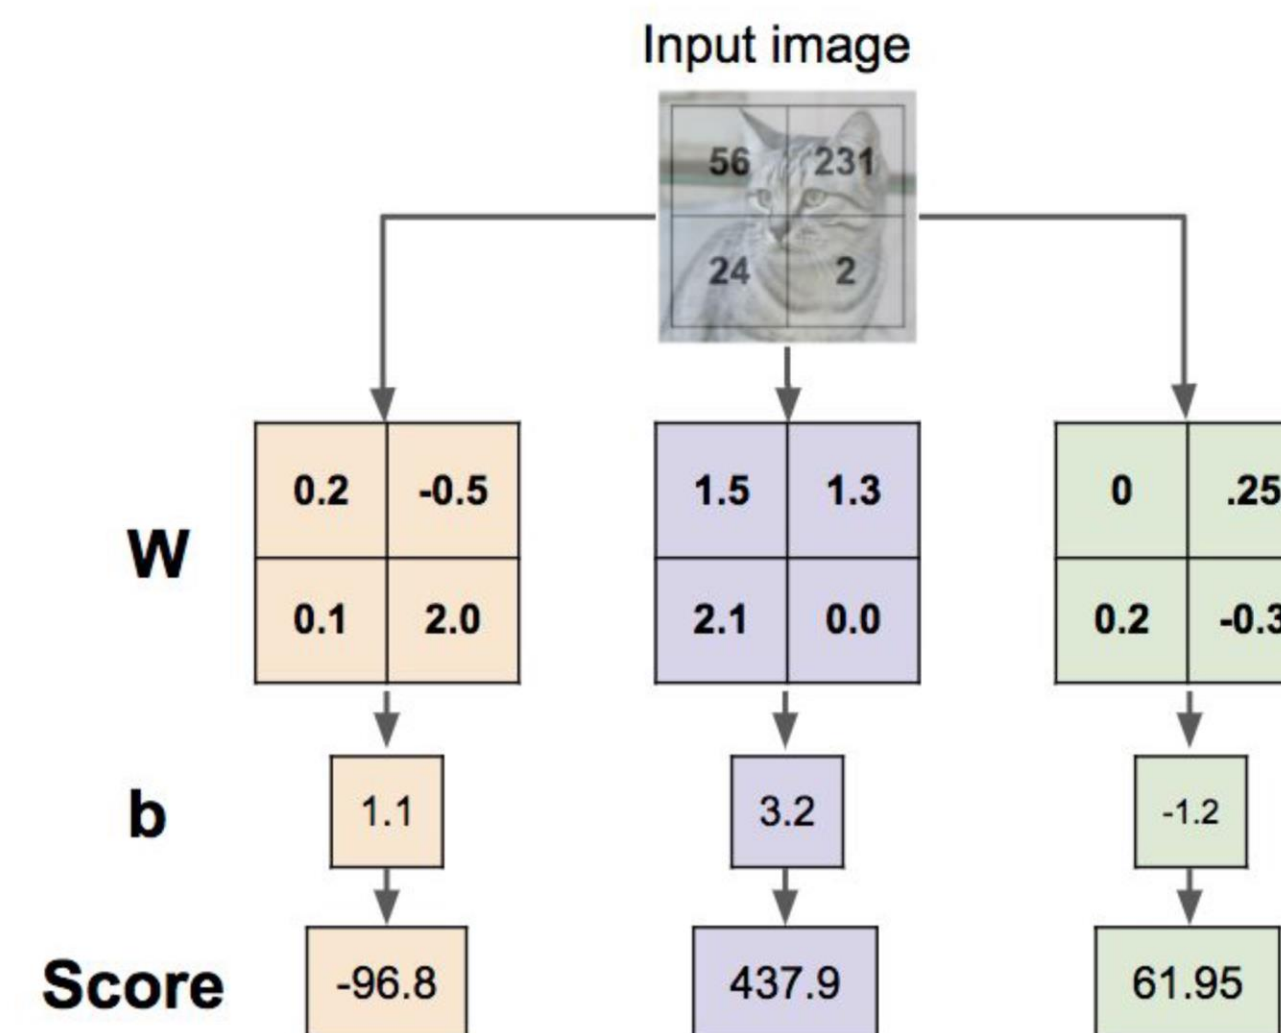 Input image
56 231
24 2
W
0.2 -0.5 1.5 1.3 0 .25
0.1 2.0 2.1 0.0 0.2 -0.3
b 1.1 3.2 -1.2
Score -96.8 437.9 61.95